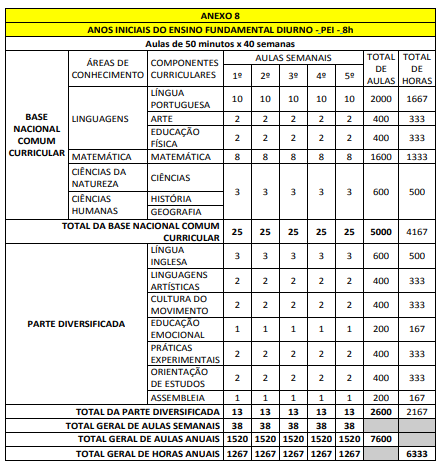 ANEXO 8
ANOS INICIAIS DO ENSINO FUNDAMENTAL DIURNO - PEI - 8h
Aulas de 50 minutos x 40 semanas
BASE NACIONAL COMUM CURRICULAR
ÁREAS DE CONHECIMENTO
COMPONENTES CURRICULARES
AULAS SEMANAIS
TOTAL DE AULAS
TOTAL DE HORAS
1º 2º 3º 4º 5º
LINGUAGENS
LÍNGUA PORTUGUESA 10 10 10 10 10 2000 1667
ARTE 2 2 2 2 2 400 333
EDUCAÇÃO FÍSICA 2 2 2 2 2 400 333
MATEMÁTICA MATEMÁTICA 8 8 8 8 8 1600 1333
CIÊNCIAS DA NATUREZA CIÊNCIAS 3 3 3 3 3 600 500
CIÊNCIAS HUMANAS HISTÓRIA
GEOGRAFIA
TOTAL DA BASE NACIONAL COMUM CURRICULAR 25 25 25 25 25 5000 4167
PARTE DIVERSIFICADA
LÍNGUA INGLESA 3 3 3 3 3 600 500
LINGUAGENS ARTÍSTICAS 2 2 2 2 2 400 333
CULTURA DO MOVIMENTO 2 2 2 2 2 400 333
EDUCAÇÃO EMOCIONAL 1 1 1 1 1 200 167
PRÁTICAS EXPERIMENTAIS 2 2 2 2 2 400 333
ORIENTAÇÃO DE ESTUDOS 2 2 2 2 2 400 333
ASSEMBLEIA 1 1 1 1 1 200 167
TOTAL DA PARTE DIVERSIFICADA 13 13 13 13 13 2600 2167
TOTAL GERAL DE AULAS SEMANAIS 38 38 38 38 38
TOTAL GERAL DE AULAS ANUAIS 1520 1520 1520 1520 1520 7600
TOTAL GERAL DE HORAS ANUAIS 1267 1267 1267 1267 1267 6333